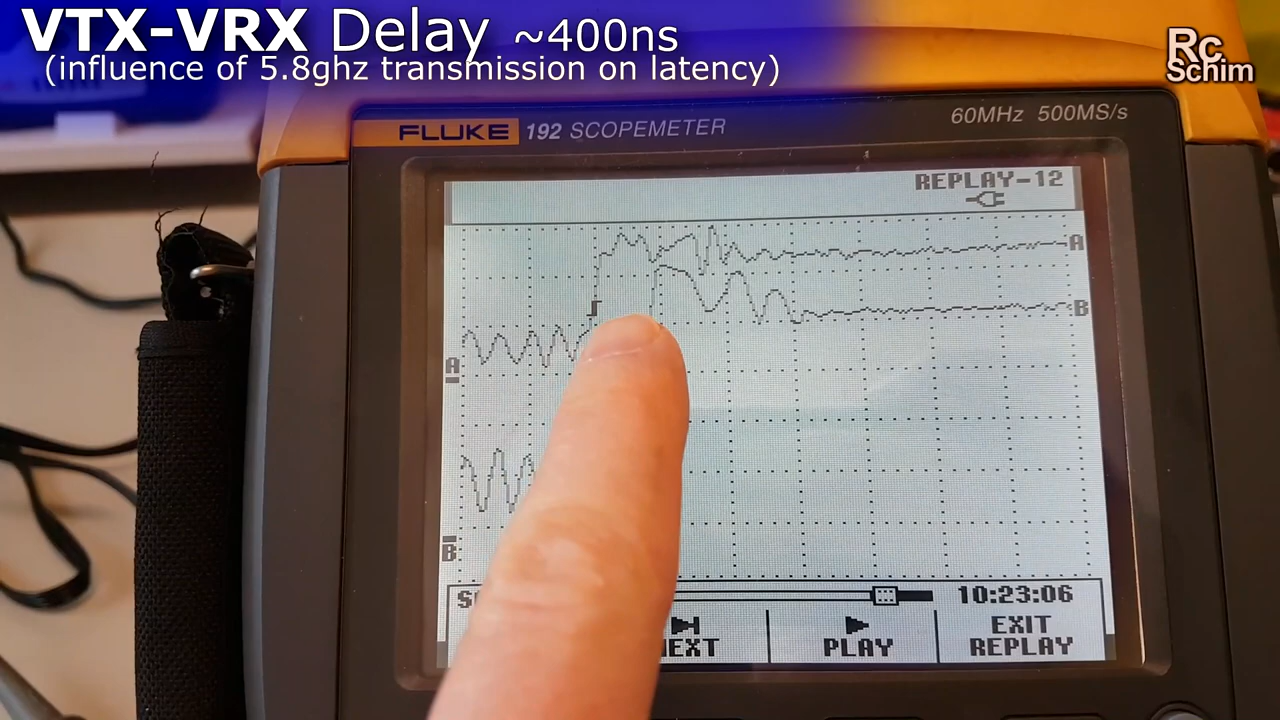 VTX-VRX Delay ~400ns
(influence of 5.8ghz transmission on latency)
Rc
Schim
FLUKE 192 SCOPEMETER
60MHz 500MS/s
REPLAY-12
A
B
A
B
10:23:06
PLAY
EXIT
REPLAY